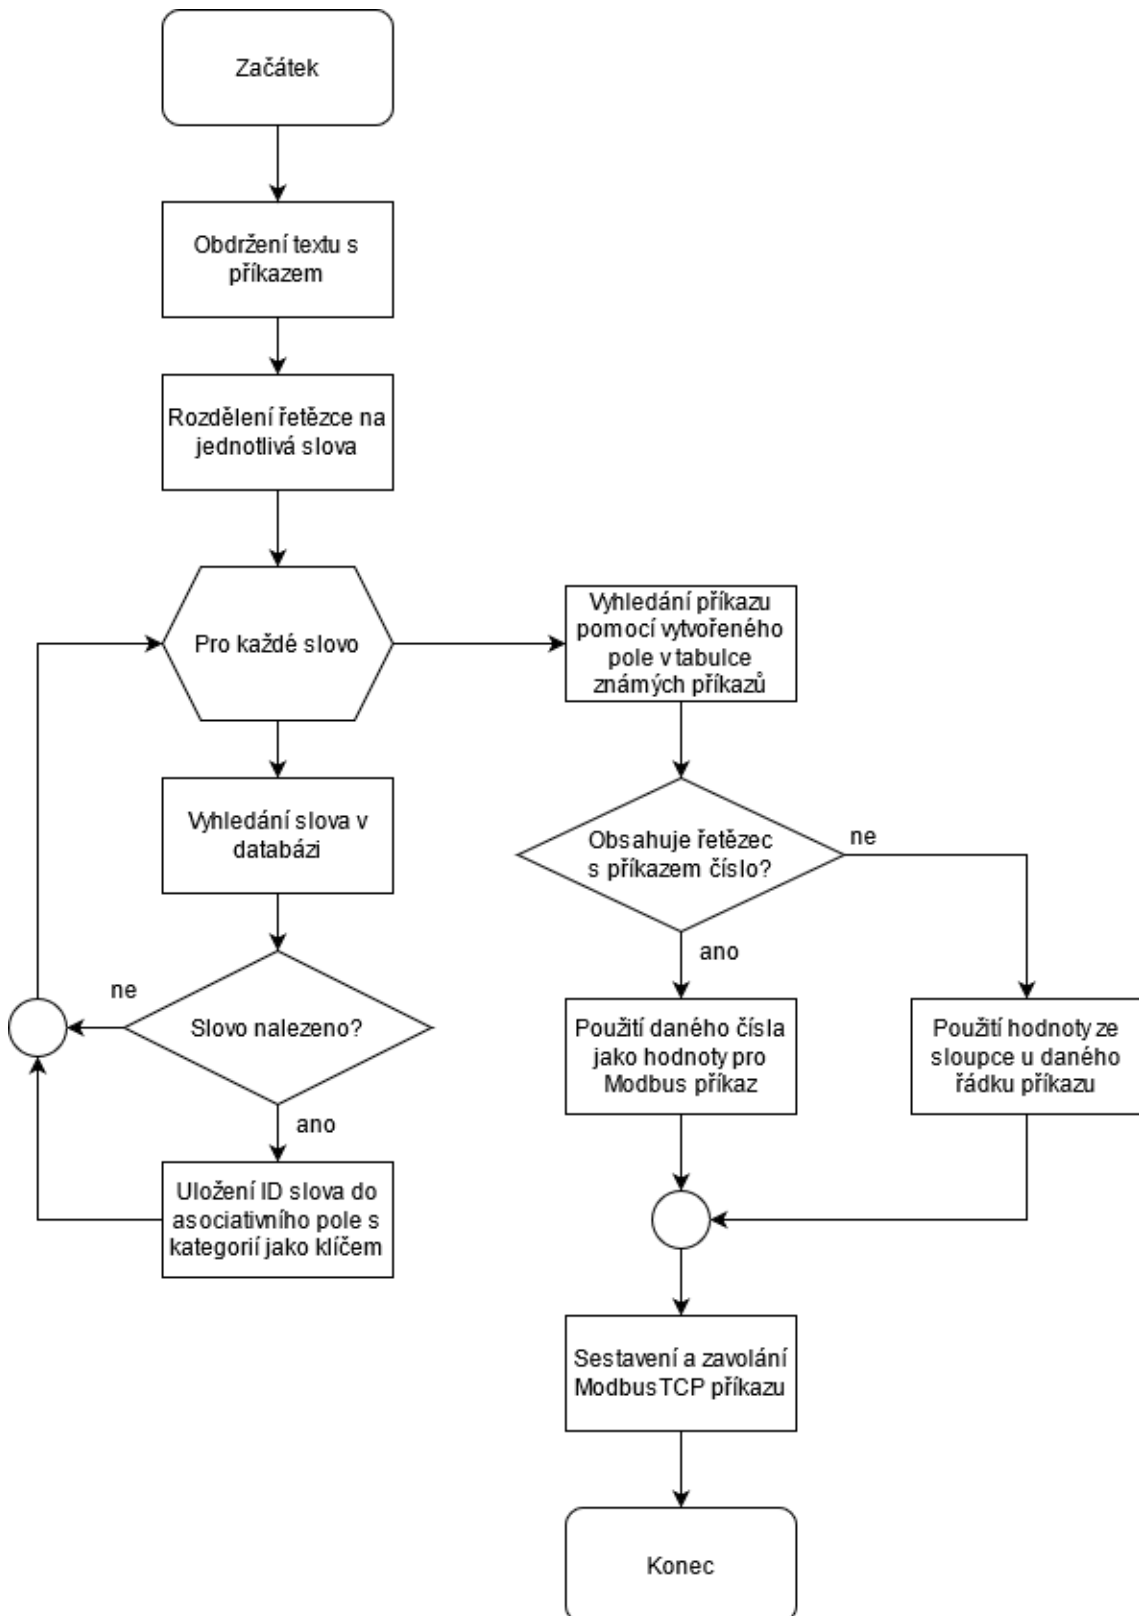 Začátek
Obdržení textu s
příkazem
Rozdělení řetězce na
jednotlivá slova
Pro každé slovo
Vyhledání slova v
databázi
ne
Slovo nalezeno?
ano
Uložení ID slova do
asociativního pole s
kategorií jako klíčem
Vyhledání příkazu
pomocí vytvořeného
pole v tabulce
známých příkazů
Obsahuje řetězec
s příkazem číslo?
ne
ano
Použití daného čísla
jako hodnoty pro
Modbus příkaz
Použití hodnoty ze
sloupce u daného
řádku příkazu
Sestavení a zavolání
ModbusTCP příkazu
Konec